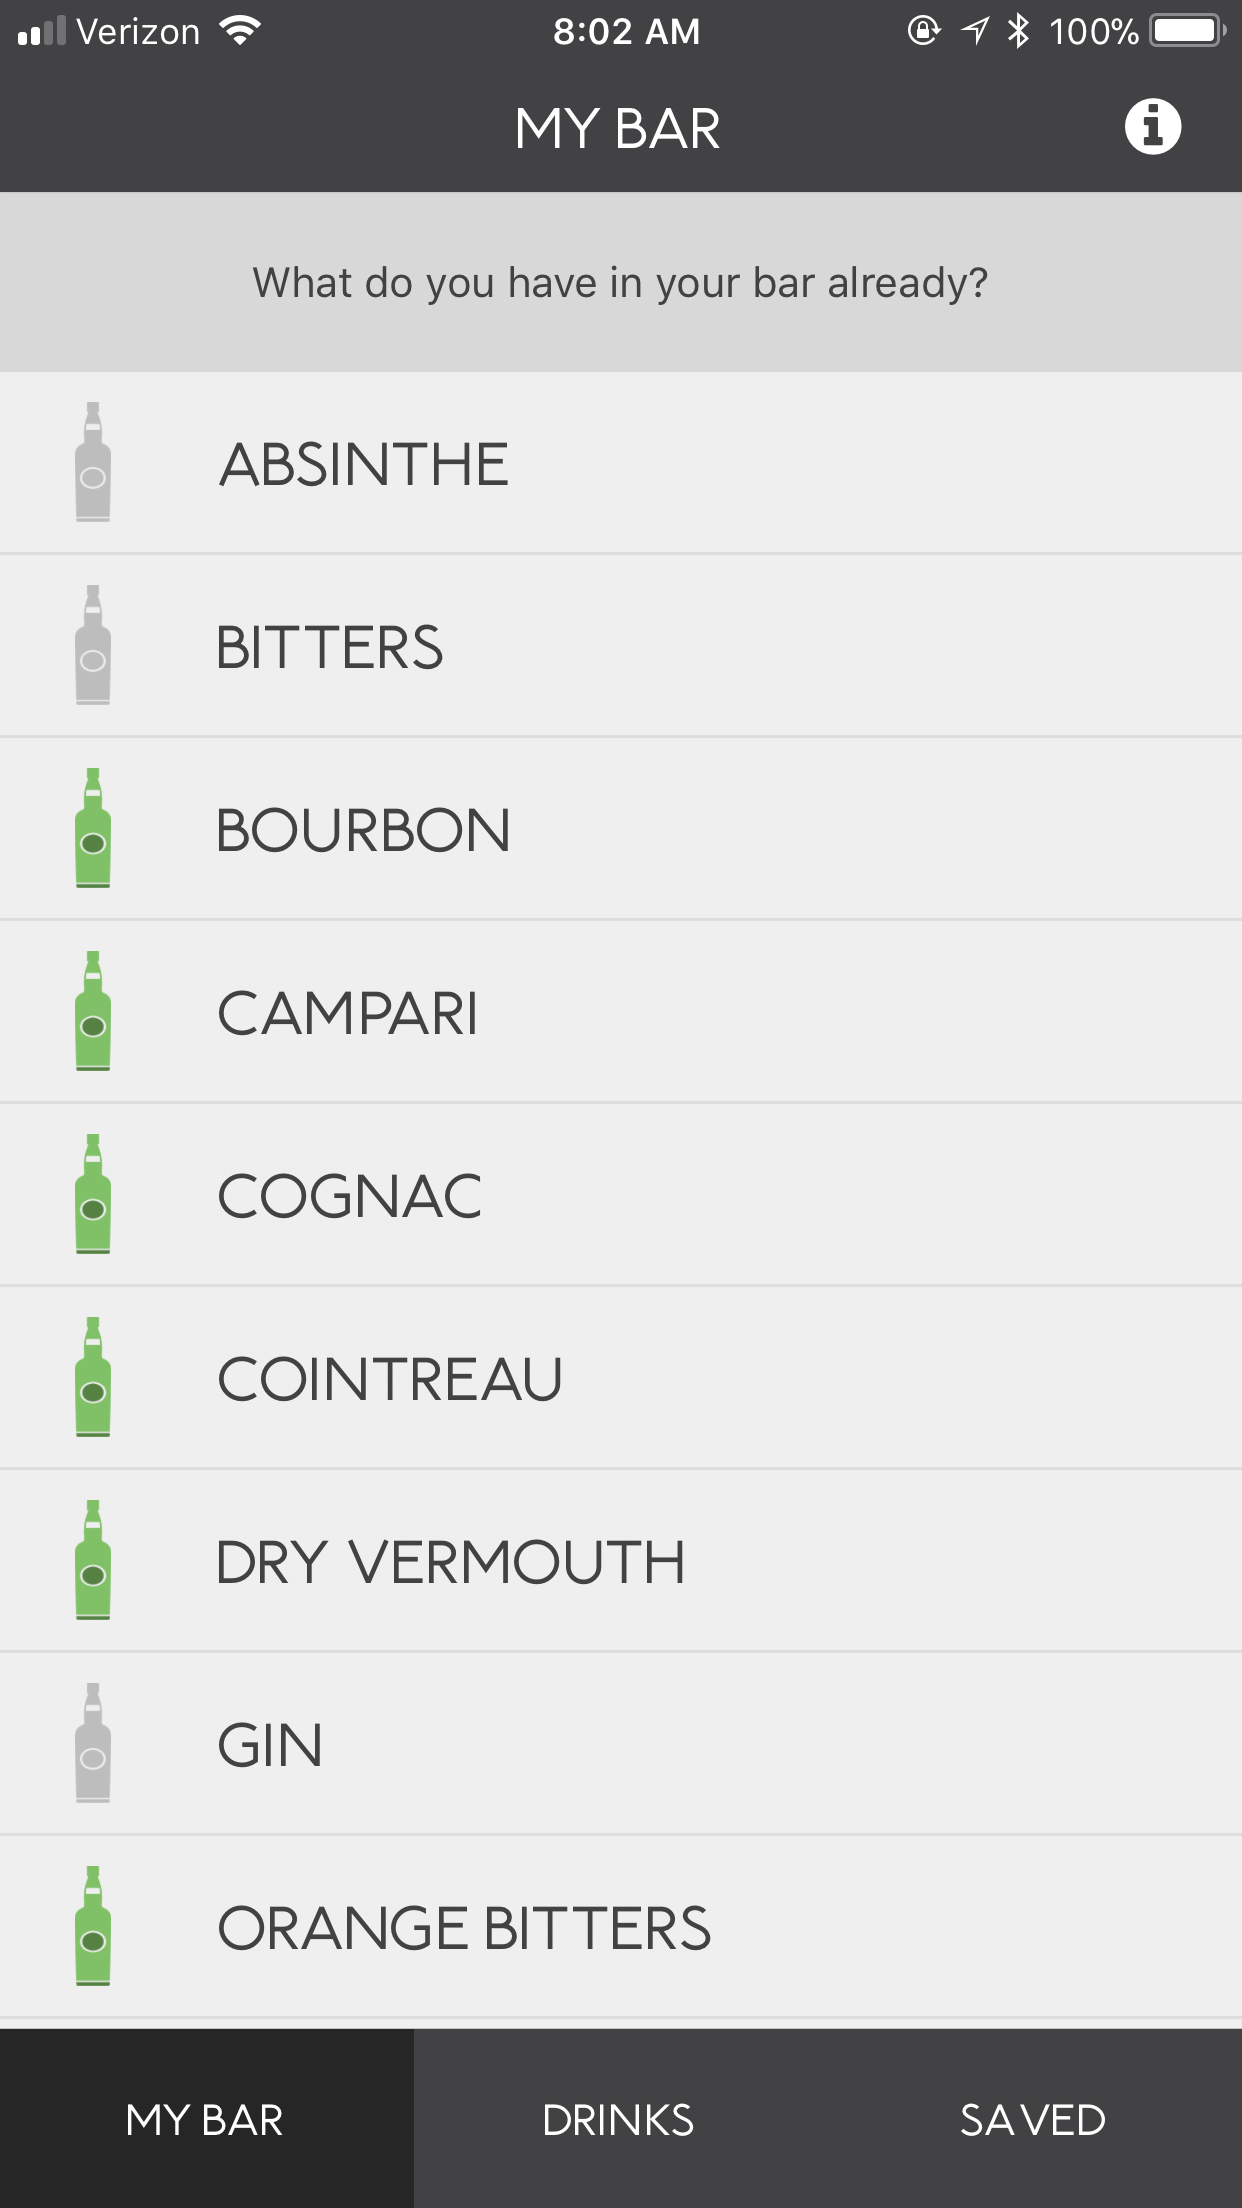 Verizon 8:02 AM 100%
MY BAR
What do you have in your bar already?
ABSINTHE
BITTERS
BOURBON
CAMPARI
COGNAC
COINTREAU
DRY VERMOUTH
GIN
ORANGE BITTERS
MY BAR DRINKS SAVED